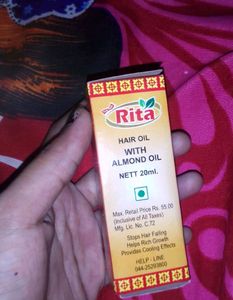 Rita
HAIR OIL
WITH
ALMOND OIL
NETT 20ml.
Max. Retail Price Rs. 55.00
(Inclusive of All Taxes)
Mfg. Lic. No. C.72
Stops Hair Falling
Helps Rich Growth
Provides Cooling Effects
HELP - LINE